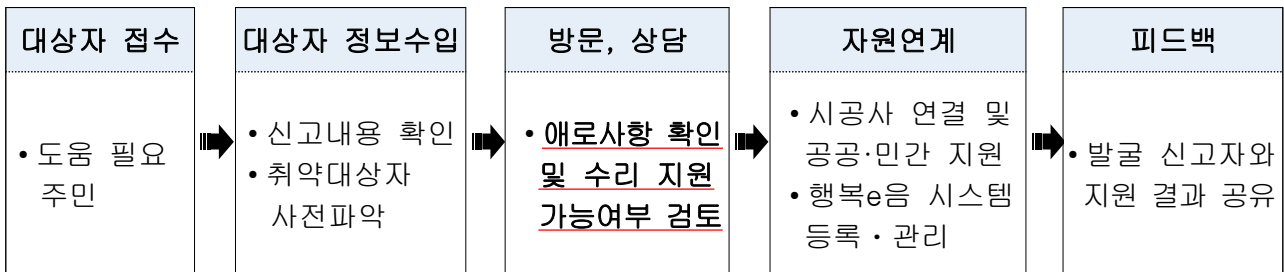 대상자 접수
• 도움 필요
주민
대상자 정보수입
• 신고내용 확인
• 취약대상자
사전파악
방문, 상담
• 애로사항 확인
및 수리 지원
가능여부 검토
자원연계
• 시공사 연결 및
공공·민간 지원
• 행복e음 시스템
등록・관리
피드백
• 발굴 신고자와
지원 결과 공유